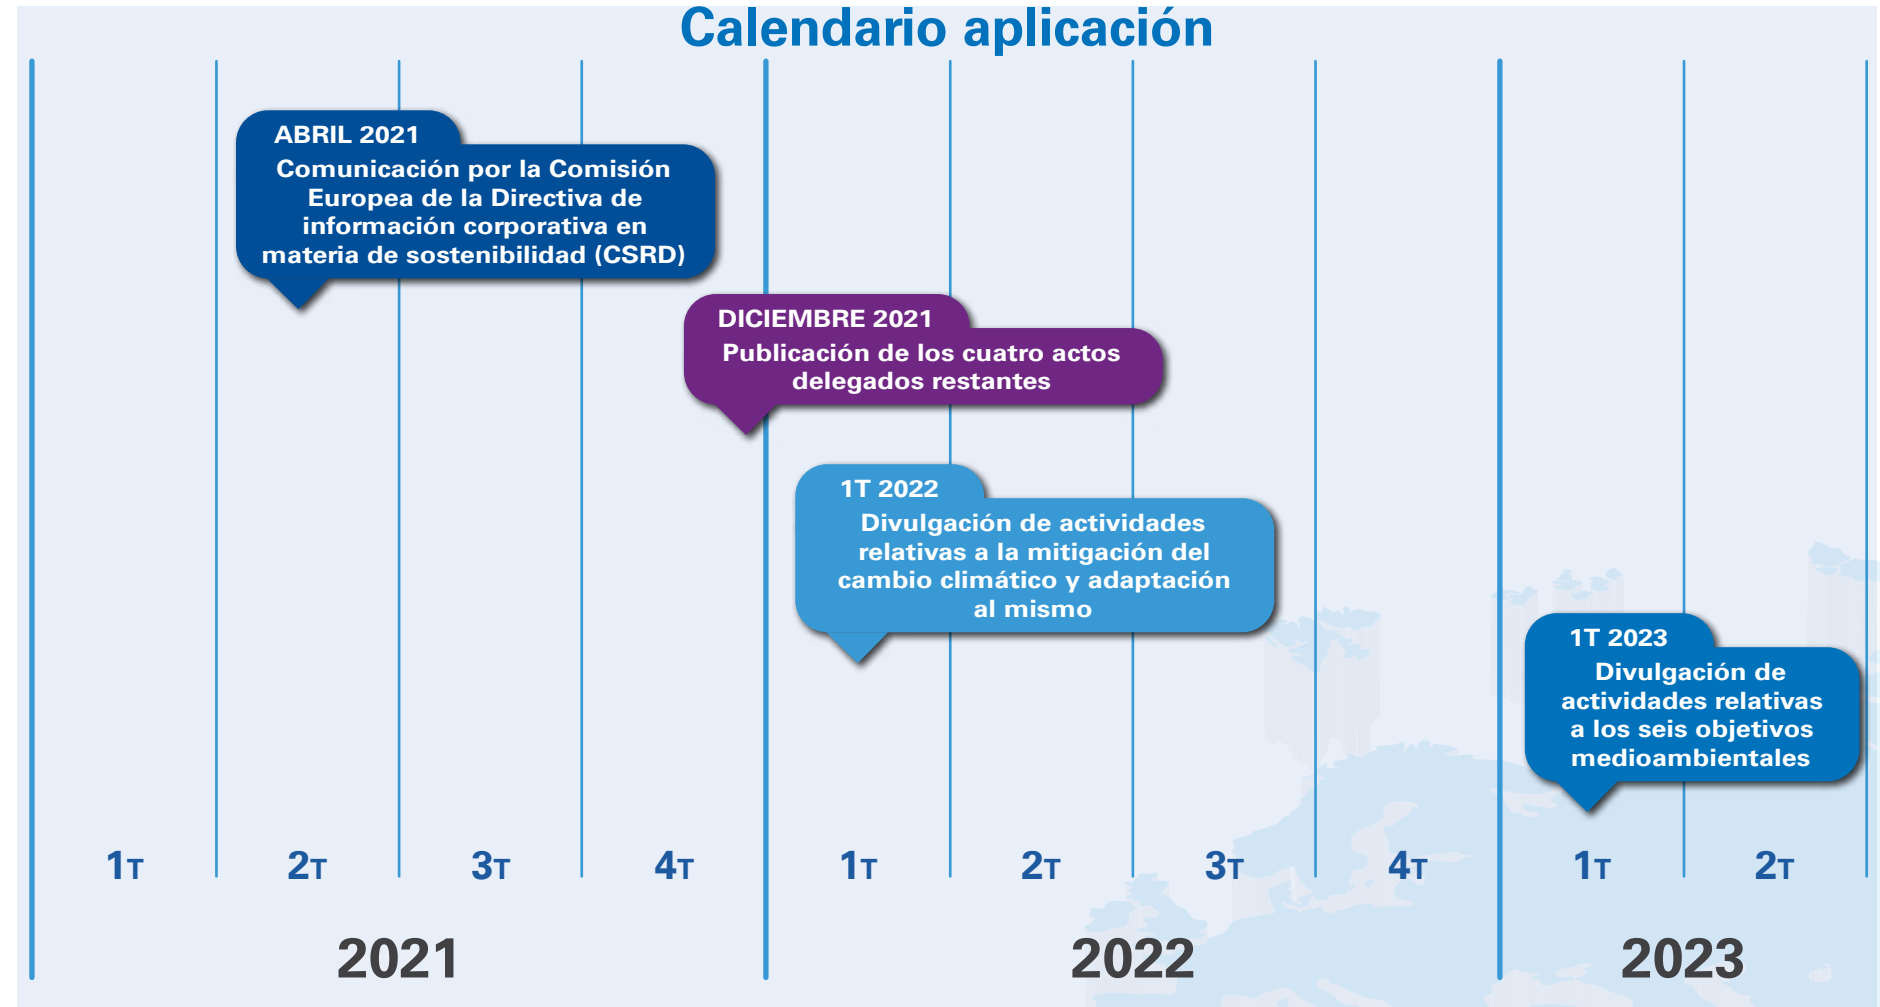 Calendario aplicación
ABRIL 2021
Comunicación por la Comisión
Europea de la Directiva de
información corporativa en
materia de sostenibilidad (CSRD)
DICIEMBRE 2021
Publicación de los cuatro actos
delegados restantes
1T 2022
Divulgación de actividades
relativas a la mitigación del
cambio climático y adaptación
al mismo
1T 2023
Divulgación de
actividades relativas
a los seis objetivos
medioambientales
1T 2T 3T 4T 1T 2T 3T 4T 1T 2T
2021 2022 2023